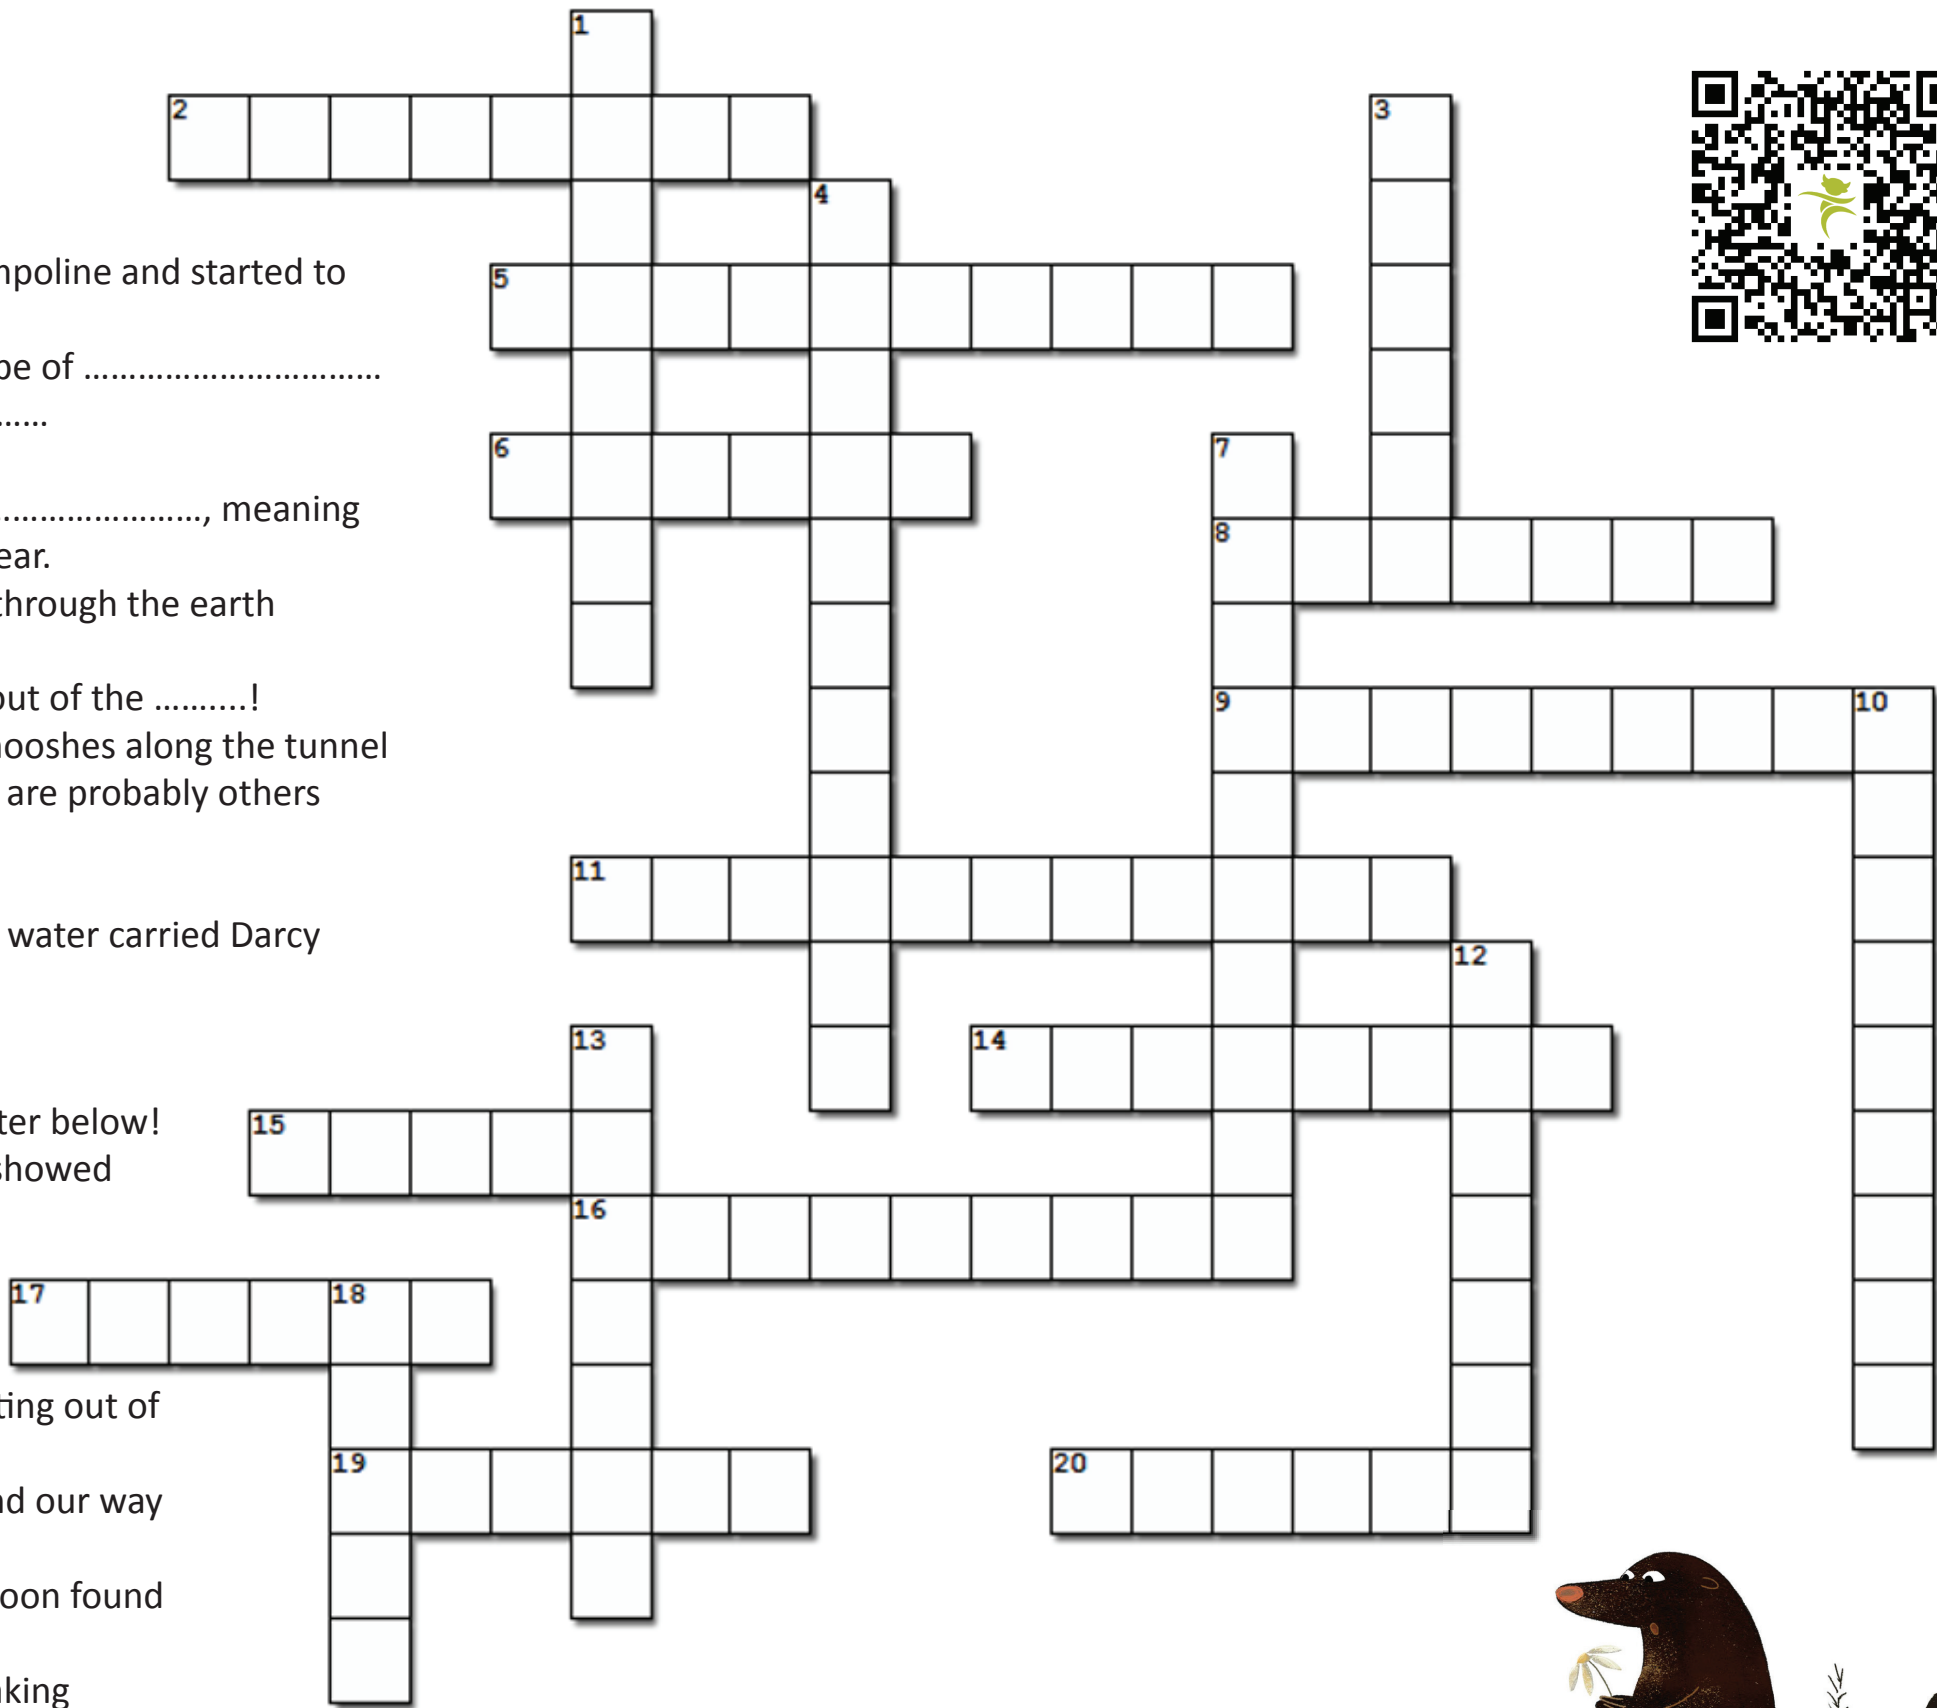 1
2
3
4
mpoline and started to
5
pe of ……………………………
……
6
7
……………………, meaning
8
ear.
through the earth
9
10
out of the ………!
hooshes along the tunnel
are probably others
11
water carried Darcy
12
13
14
ter below!
15
showed
16
17
18
ting out of
19
20
nd our way
oon found
king